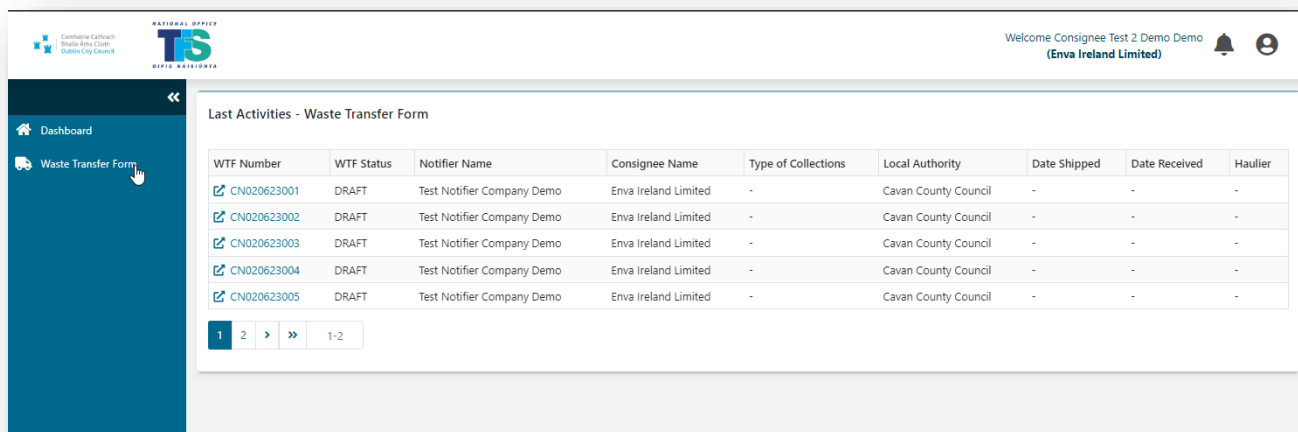 Comhairle Cathrach
Bhaile Átha Cliath
Dublin City Council
NATIONAL OFFICE
TFS
OIFIG NÁISIÚNTA
Welcome Consignee Test 2 Demo Demo
(Enva Ireland Limited)
Dashboard
Waste Transfer Form
Last Activities - Waste Transfer Form
WTF Number WTF Status Notifier Name Consignee Name Type of Collections Local Authority Date Shipped Date Received Haulier
CN020623001 DRAFT Test Notifier Company Demo Enva Ireland Limited - Cavan County Council - - -
CN020623002 DRAFT Test Notifier Company Demo Enva Ireland Limited - Cavan County Council - - -
CN020623003 DRAFT Test Notifier Company Demo Enva Ireland Limited - Cavan County Council - - -
CN020623004 DRAFT Test Notifier Company Demo Enva Ireland Limited - Cavan County Council - - -
CN020623005 DRAFT Test Notifier Company Demo Enva Ireland Limited - Cavan County Council - - -
1 2 › » 1-2